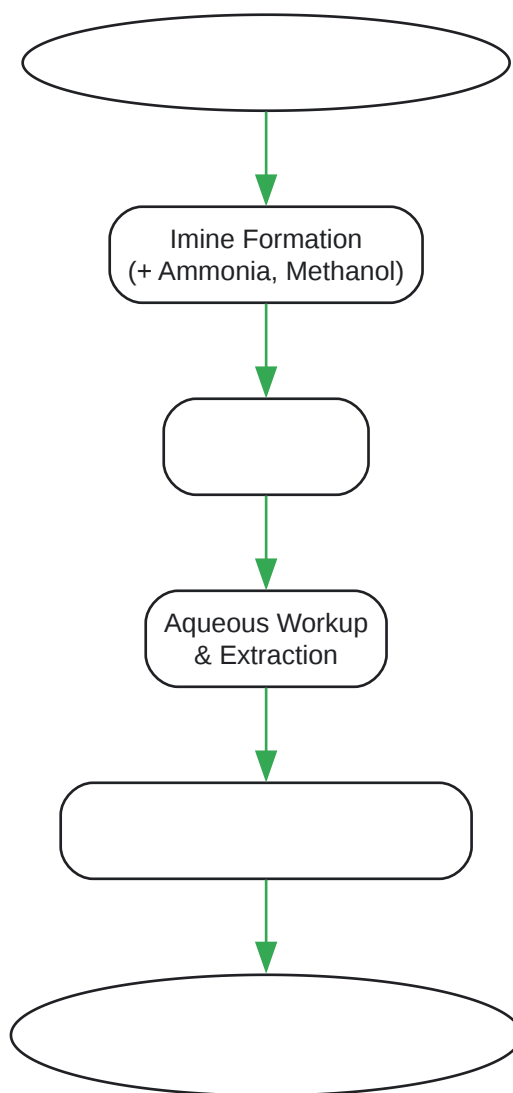 Imine Formation
(+ Ammonia, Methanol)
Aqueous Workup
& Extraction